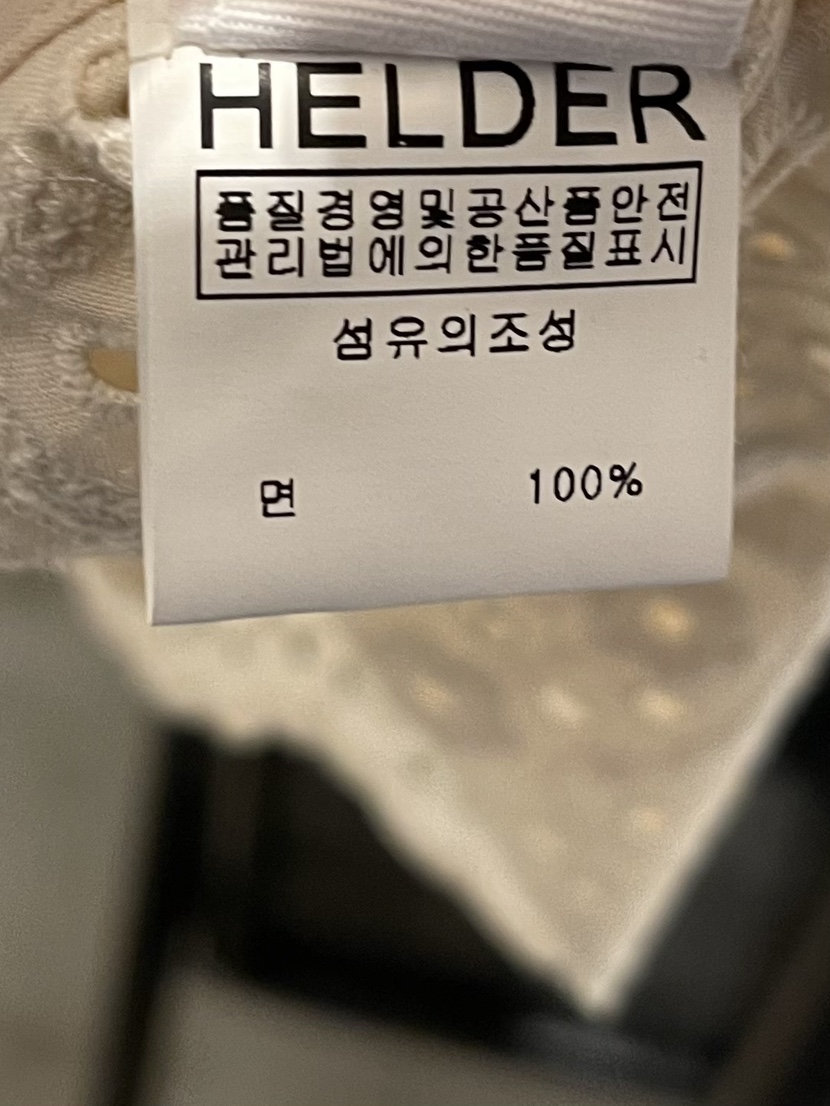 HELDER
품질경영및공산품안전
관리법에의한품질표시
섬유의조성
면 100%